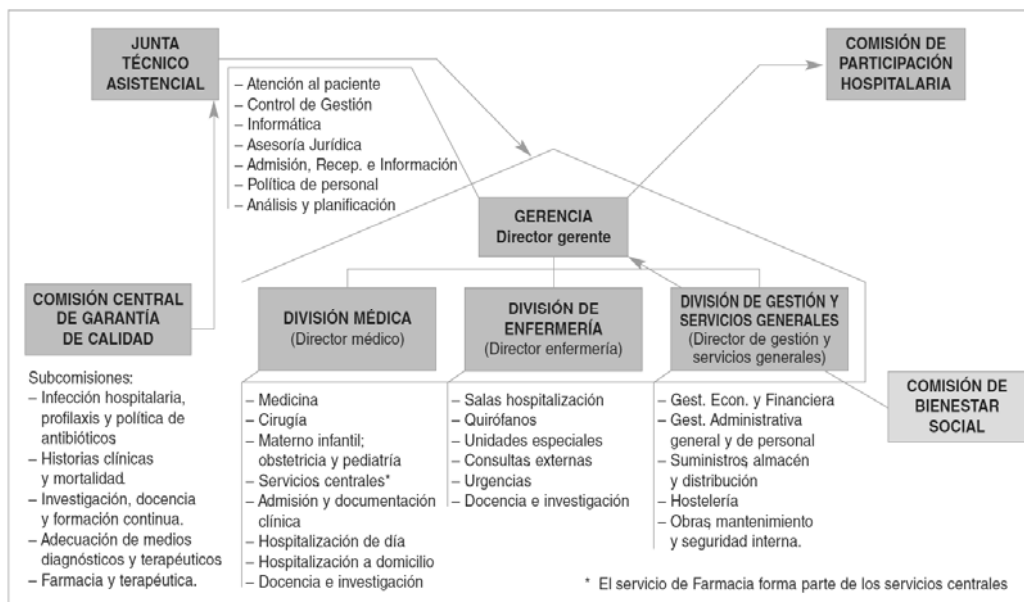 JUNTA
TÉCNICO
ASISTENCIAL
– Atención al paciente
– Control de Gestión
– Informática
– Asesoría Jurídica
– Admisión, Recep. e Información
– Política de personal
– Análisis y planificación
COMISIÓN DE
PARTICIPACIÓN
HOSPITALARIA
GERENCIA
Director gerente
COMISIÓN CENTRAL
DE GARANTÍA
DE CALIDAD
Subcomisiones:
– Infección hospitalaria,
profilaxis y política de
antibióticos
– Historias clínicas
y mortalidad.
– Investigación, docencia
y formación continua.
– Adecuación de medios
diagnósticos y terapéuticos
– Farmacia y terapéutica.
DIVISIÓN MÉDICA
(Director médico)
– Medicina
– Cirugía
– Materno infantil;
obstetricia y pediatría
– Servicios centrales*
– Admisión y documentación
clínica
– Hospitalización de día
– Hospitalización a domicilio
– Docencia e investigación
DIVISIÓN DE
ENFERMERÍA
(Director enfermería)
– Salas hospitalización
– Quirófanos
– Unidades especiales
– Consultas externas
– Urgencias
– Docencia e investigación
DIVISIÓN DE GESTIÓN Y
SERVICIOS GENERALES
(Director de gestión y
servicios generales)
– Gest. Econ. y Financiera
– Gest. Administrativa
general y de personal
– Suministros, almacén
y distribución
– Hostelería
– Obras, mantenimiento
y seguridad interna.
COMISIÓN DE
BIENESTAR
SOCIAL
* El servicio de Farmacia forma parte de los servicios centrales